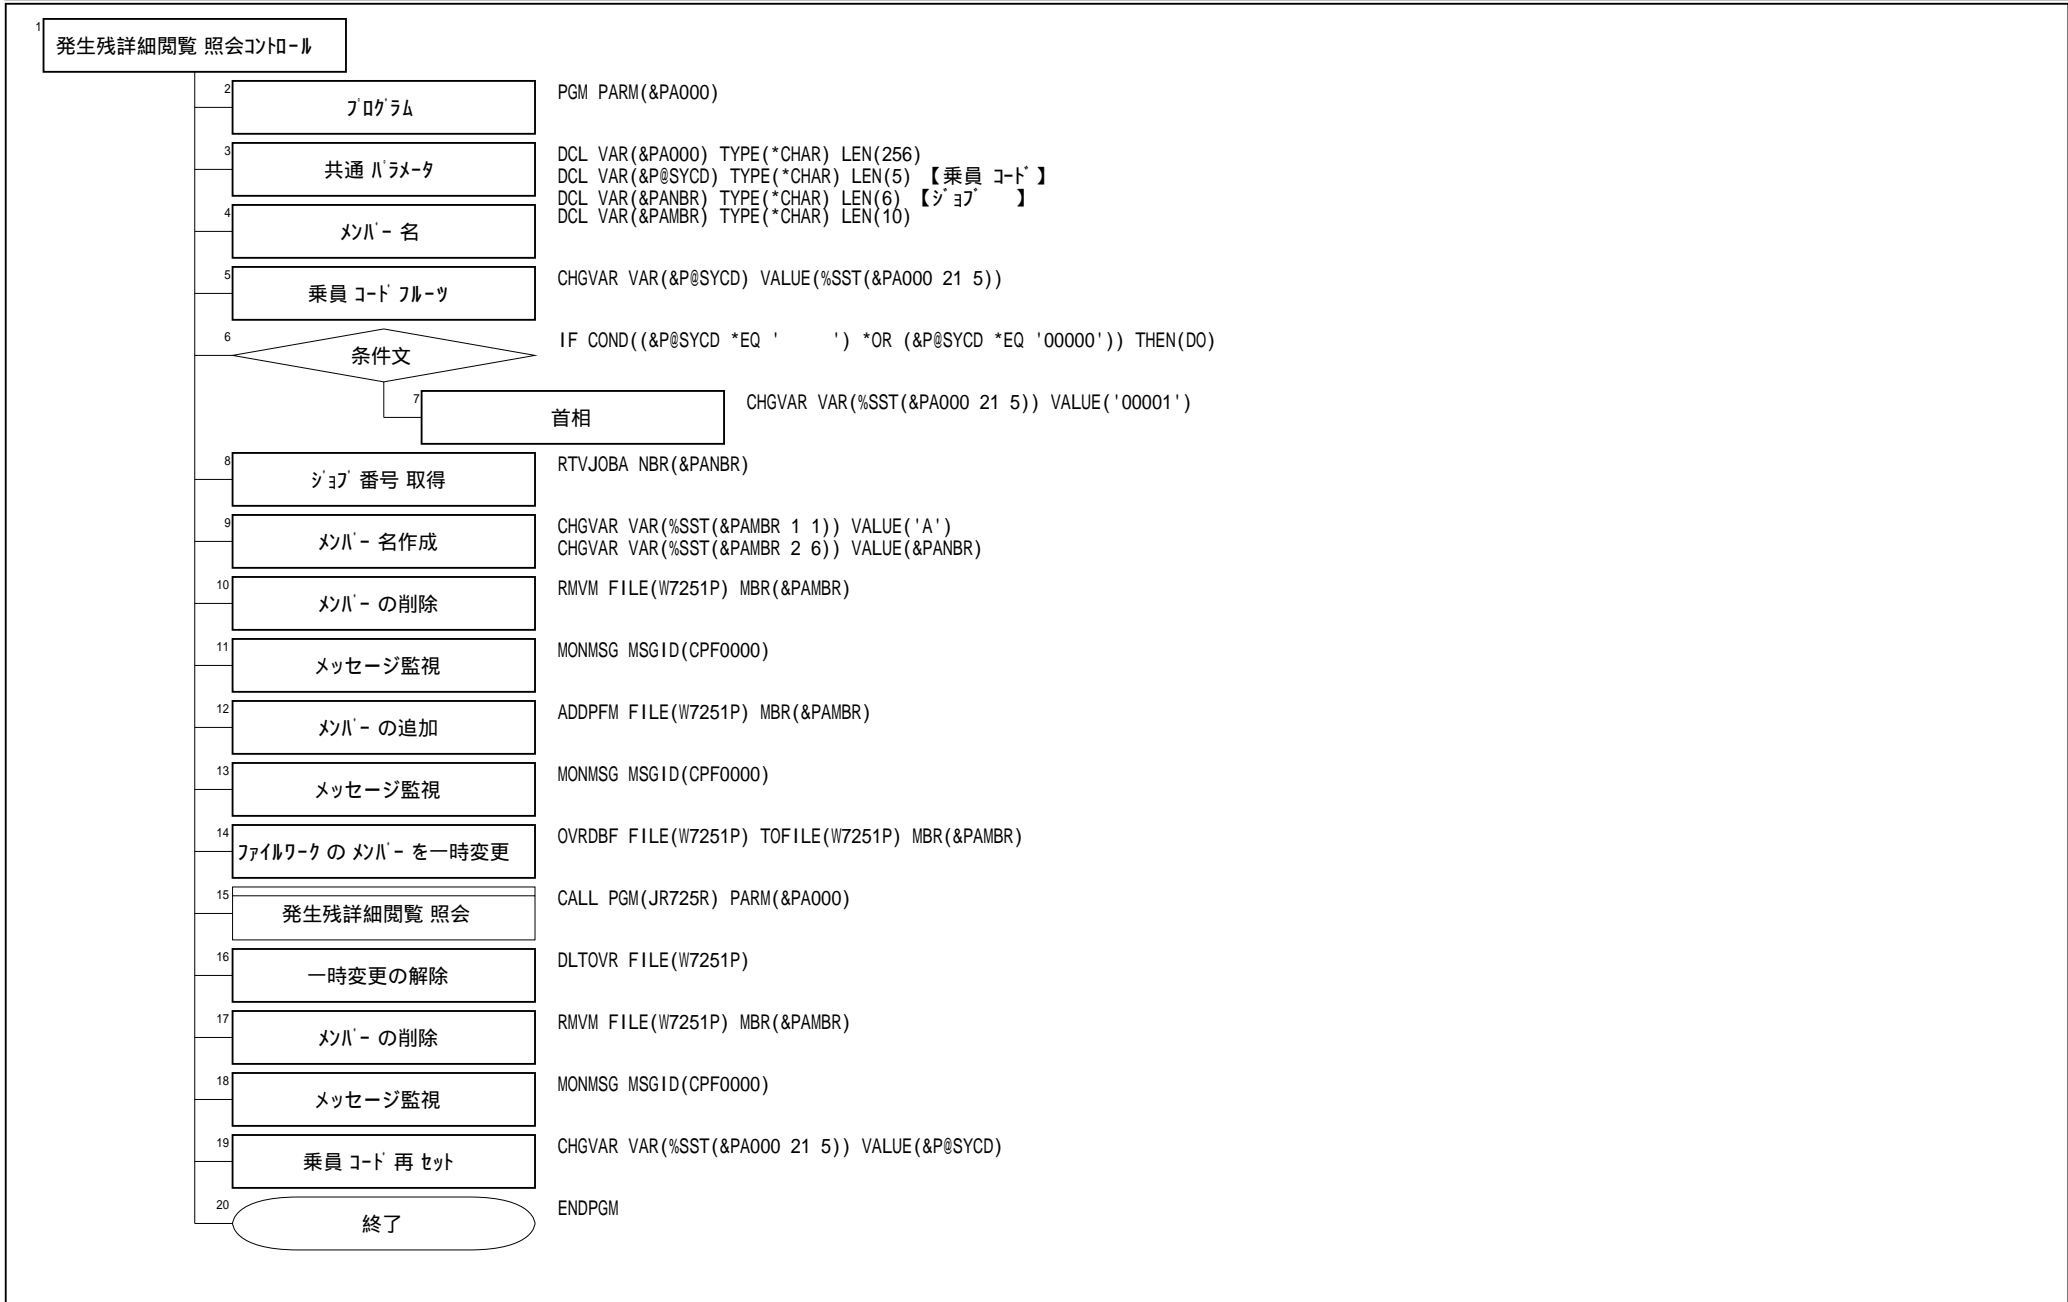 1
発生残詳細閲覧 照会ｺﾝﾄﾛｰﾙ
2
ﾌﾟﾛｸﾞﾗﾑ
PGM PARM(&PA000)
3
共通 ﾊﾟﾗﾒｰﾀ
DCL VAR(&PA000) TYPE(*CHAR) LEN(256)
DCL VAR(&P@SYCD) TYPE(*CHAR) LEN(5) 【乗員 ｺｰﾄﾞ】
DCL VAR(&PANBR) TYPE(*CHAR) LEN(6) 【ｼﾞｮﾌﾞ 】
4
ﾒﾝﾊﾞｰ 名
DCL VAR(&PAMBR) TYPE(*CHAR) LEN(10)
5
乗員 ｺｰﾄﾞ ﾌﾙｰﾂ
CHGVAR VAR(&P@SYCD) VALUE(%SST(&PA000 21 5))
6
条件文
IF COND((&P@SYCD *EQ '     ') *OR (&P@SYCD *EQ '00000')) THEN(DO)
7
首相
CHGVAR VAR(%SST(&PA000 21 5)) VALUE('00001')
8
ｼﾞｮﾌﾞ 番号 取得
RTVJOBA NBR(&PANBR)
9
ﾒﾝﾊﾞｰ 名作成
CHGVAR VAR(%SST(&PAMBR 1 1)) VALUE('A')
CHGVAR VAR(%SST(&PAMBR 2 6)) VALUE(&PANBR)
10
ﾒﾝﾊﾞｰ の削除
RMVM FILE(W7251P) MBR(&PAMBR)
11
メッセージ監視
MONMSG MSGID(CPF0000)
12
ﾒﾝﾊﾞｰ の追加
ADDPFM FILE(W7251P) MBR(&PAMBR)
13
メッセージ監視
MONMSG MSGID(CPF0000)
14
ﾌｧｲﾙﾜｰｸ の ﾒﾝﾊﾞｰ を一時変更
OVRDBF FILE(W7251P) TOFILE(W7251P) MBR(&PAMBR)
15
発生残詳細閲覧 照会
CALL PGM(JR725R) PARM(&PA000)
16
一時変更の解除
DLTOVR FILE(W7251P)
17
ﾒﾝﾊﾞｰ の削除
RMVM FILE(W7251P) MBR(&PAMBR)
18
メッセージ監視
MONMSG MSGID(CPF0000)
19
乗員 ｺｰﾄﾞ 再 ｾｯﾄ
CHGVAR VAR(%SST(&PA000 21 5)) VALUE(&P@SYCD)
20
終了
ENDPGM